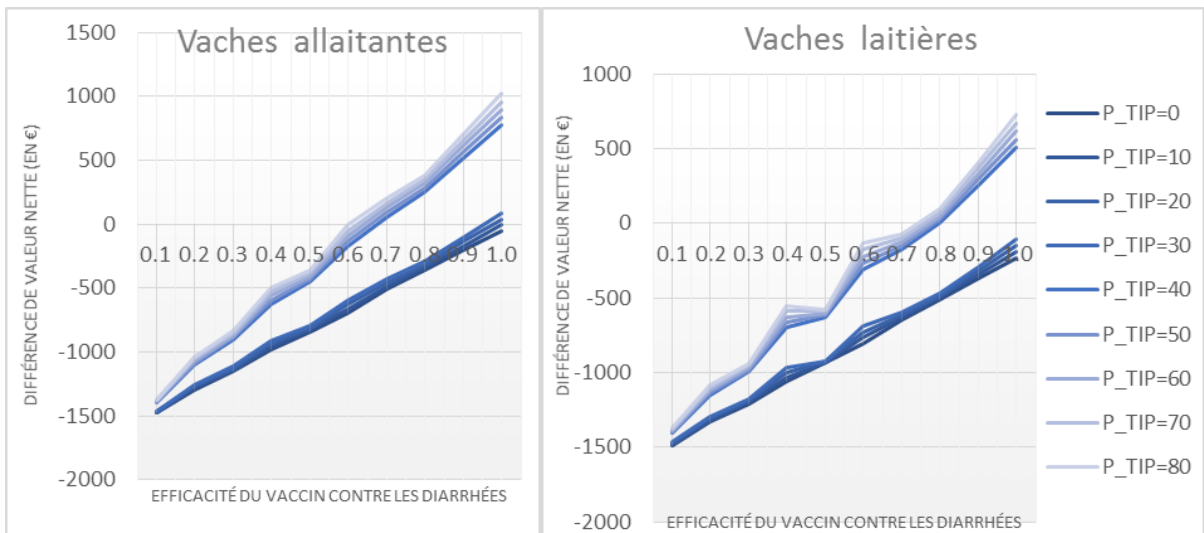 Vaches allaitantes
1500
1000
500
0
-500
-1000
-1500
-2000
DIFFÉRENCE DE VALEUR NETTE (EN €)
0.1 0.2 0.3 0.4 0.5 0.6 0.7 0.8 0.9 1.0
EFFICACITÉ DU VACCIN CONTRE LES DIARRHÉES
Vaches laitières
1000
500
0
-500
-1000
-1500
-2000
DIFFÉRENCE DE VALEUR NETTE (EN €)
0.1 0.2 0.3 0.4 0.5 0.6 0.7 0.8 0.9 1.0
EFFICACITÉ DU VACCIN CONTRE LES DIARRHÉES
P_TIP=0
P_TIP=10
P_TIP=20
P_TIP=30
P_TIP=40
P_TIP=50
P_TIP=60
P_TIP=70
P_TIP=80